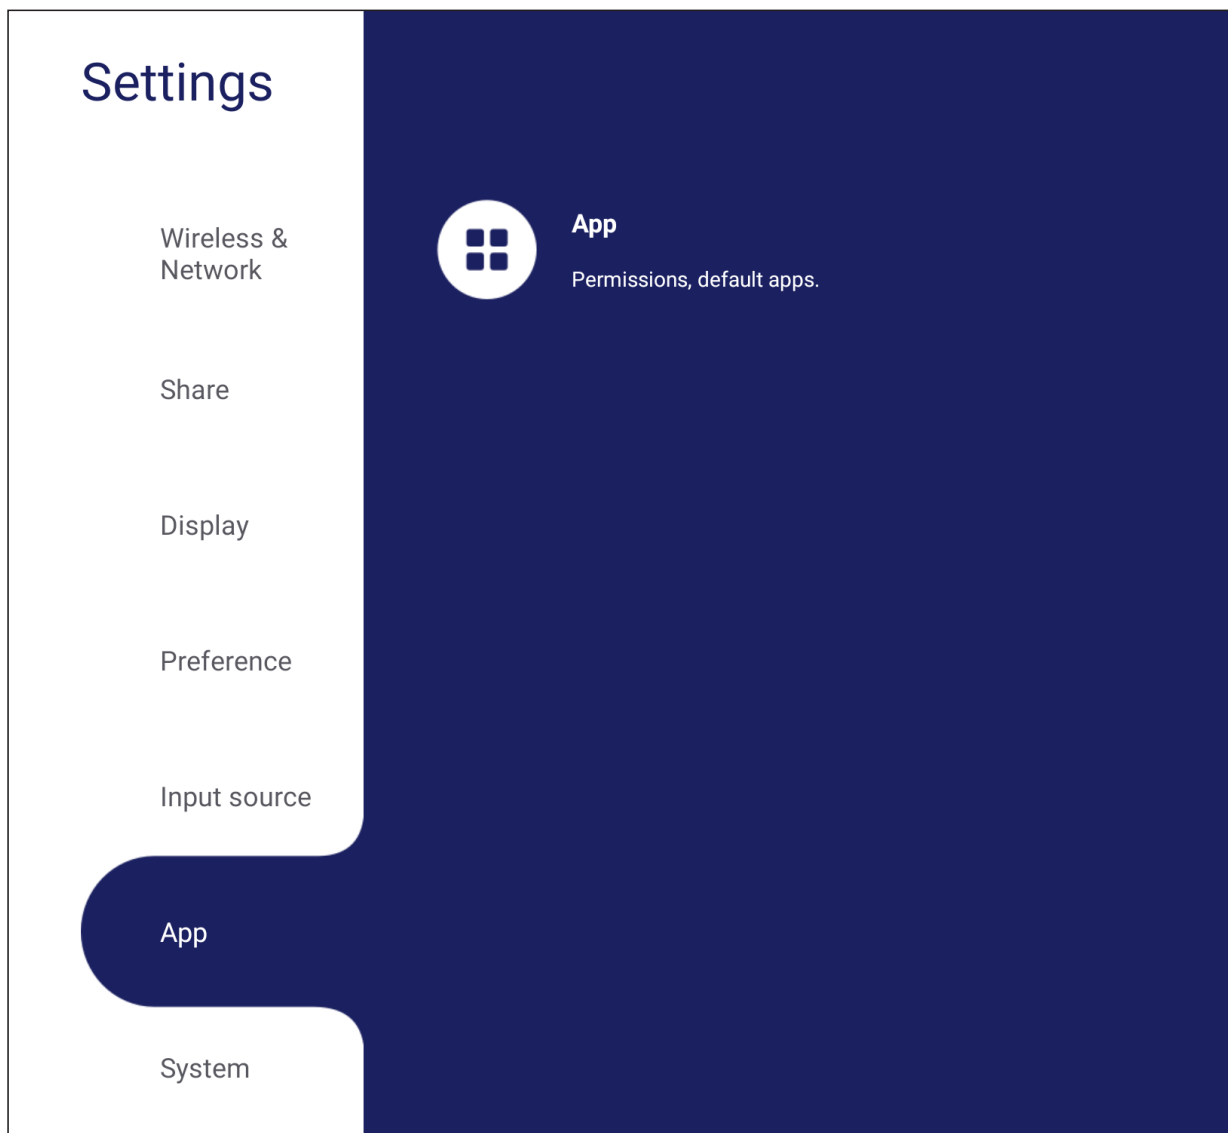 Settings
Wireless &
Network
Share
Display
Preference
Input source
App
System
App
Permissions, default apps.